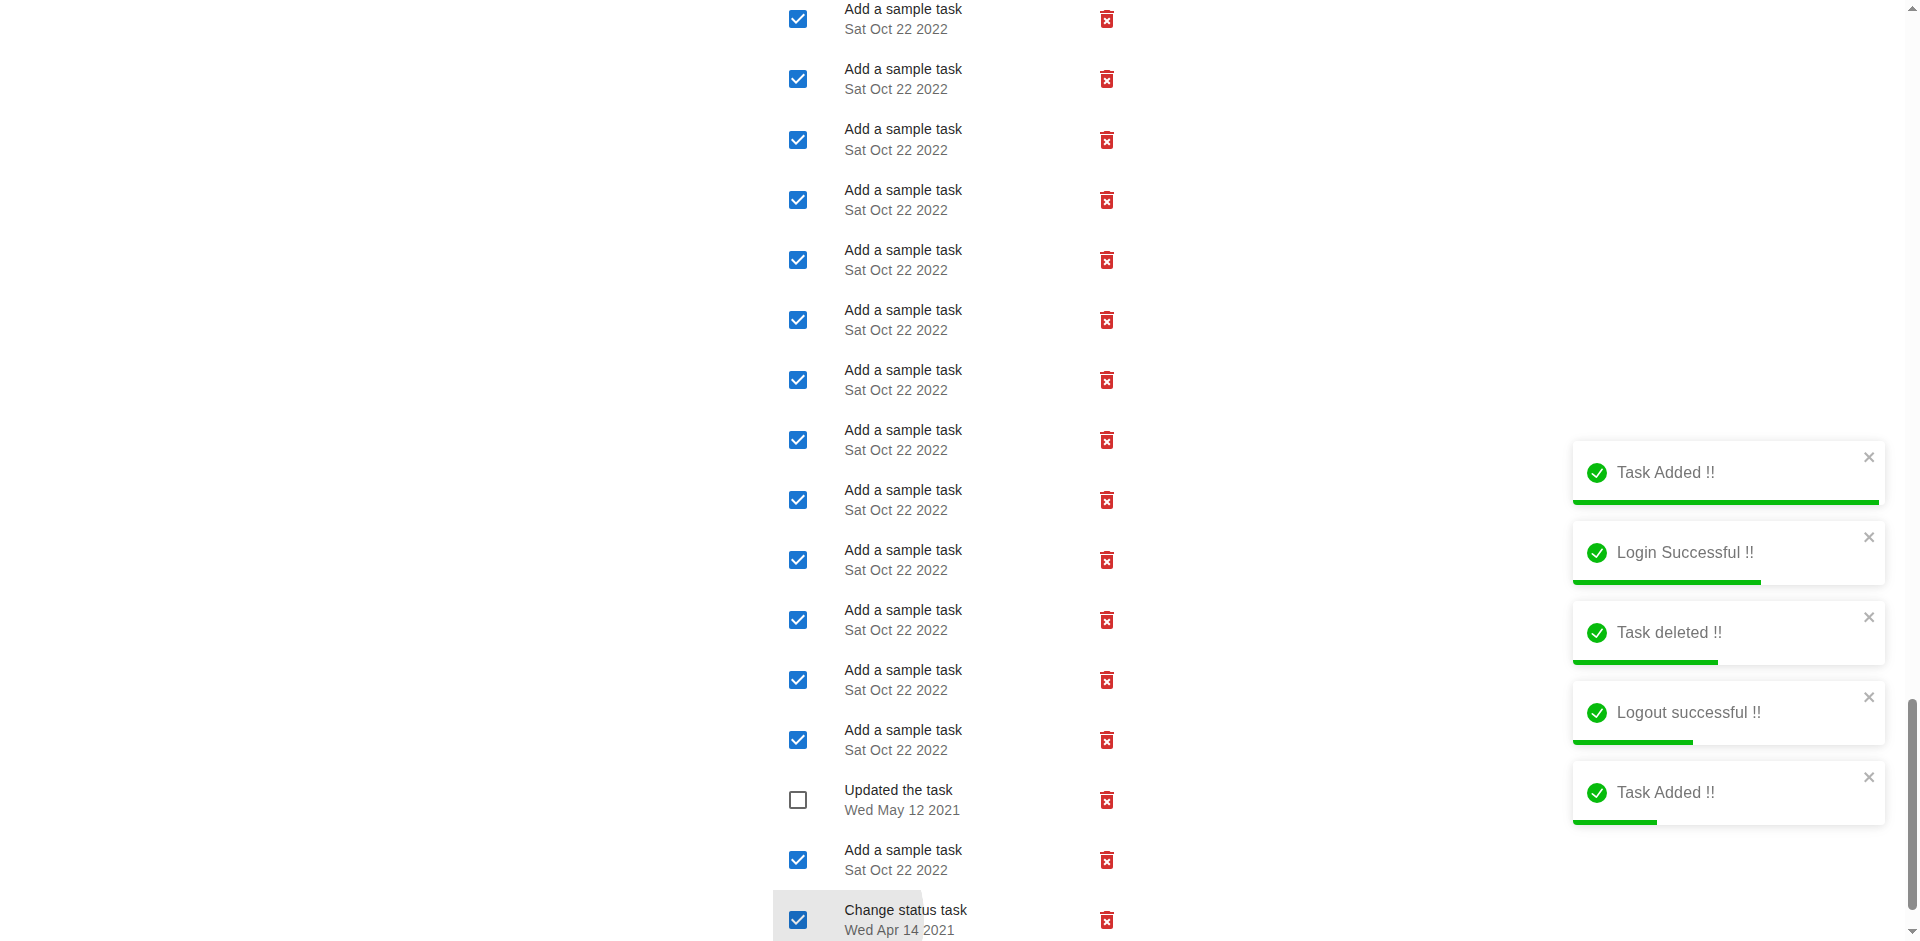 Add a sample task
Sat Oct 22 2022
Add a sample task
Sat Oct 22 2022
Add a sample task
Sat Oct 22 2022
Add a sample task
Sat Oct 22 2022
Add a sample task
Sat Oct 22 2022
Add a sample task
Sat Oct 22 2022
Add a sample task
Sat Oct 22 2022
Add a sample task
Sat Oct 22 2022
Add a sample task
Sat Oct 22 2022
Add a sample task
Sat Oct 22 2022
Add a sample task
Sat Oct 22 2022
Add a sample task
Sat Oct 22 2022
Add a sample task
Sat Oct 22 2022
Updated the task
Wed May 12 2021
Add a sample task
Sat Oct 22 2022
Change status task
Wed Apr 14 2021
Task Added !!
Login Successful !!
Task deleted !!
Logout successful !!
Task Added !!